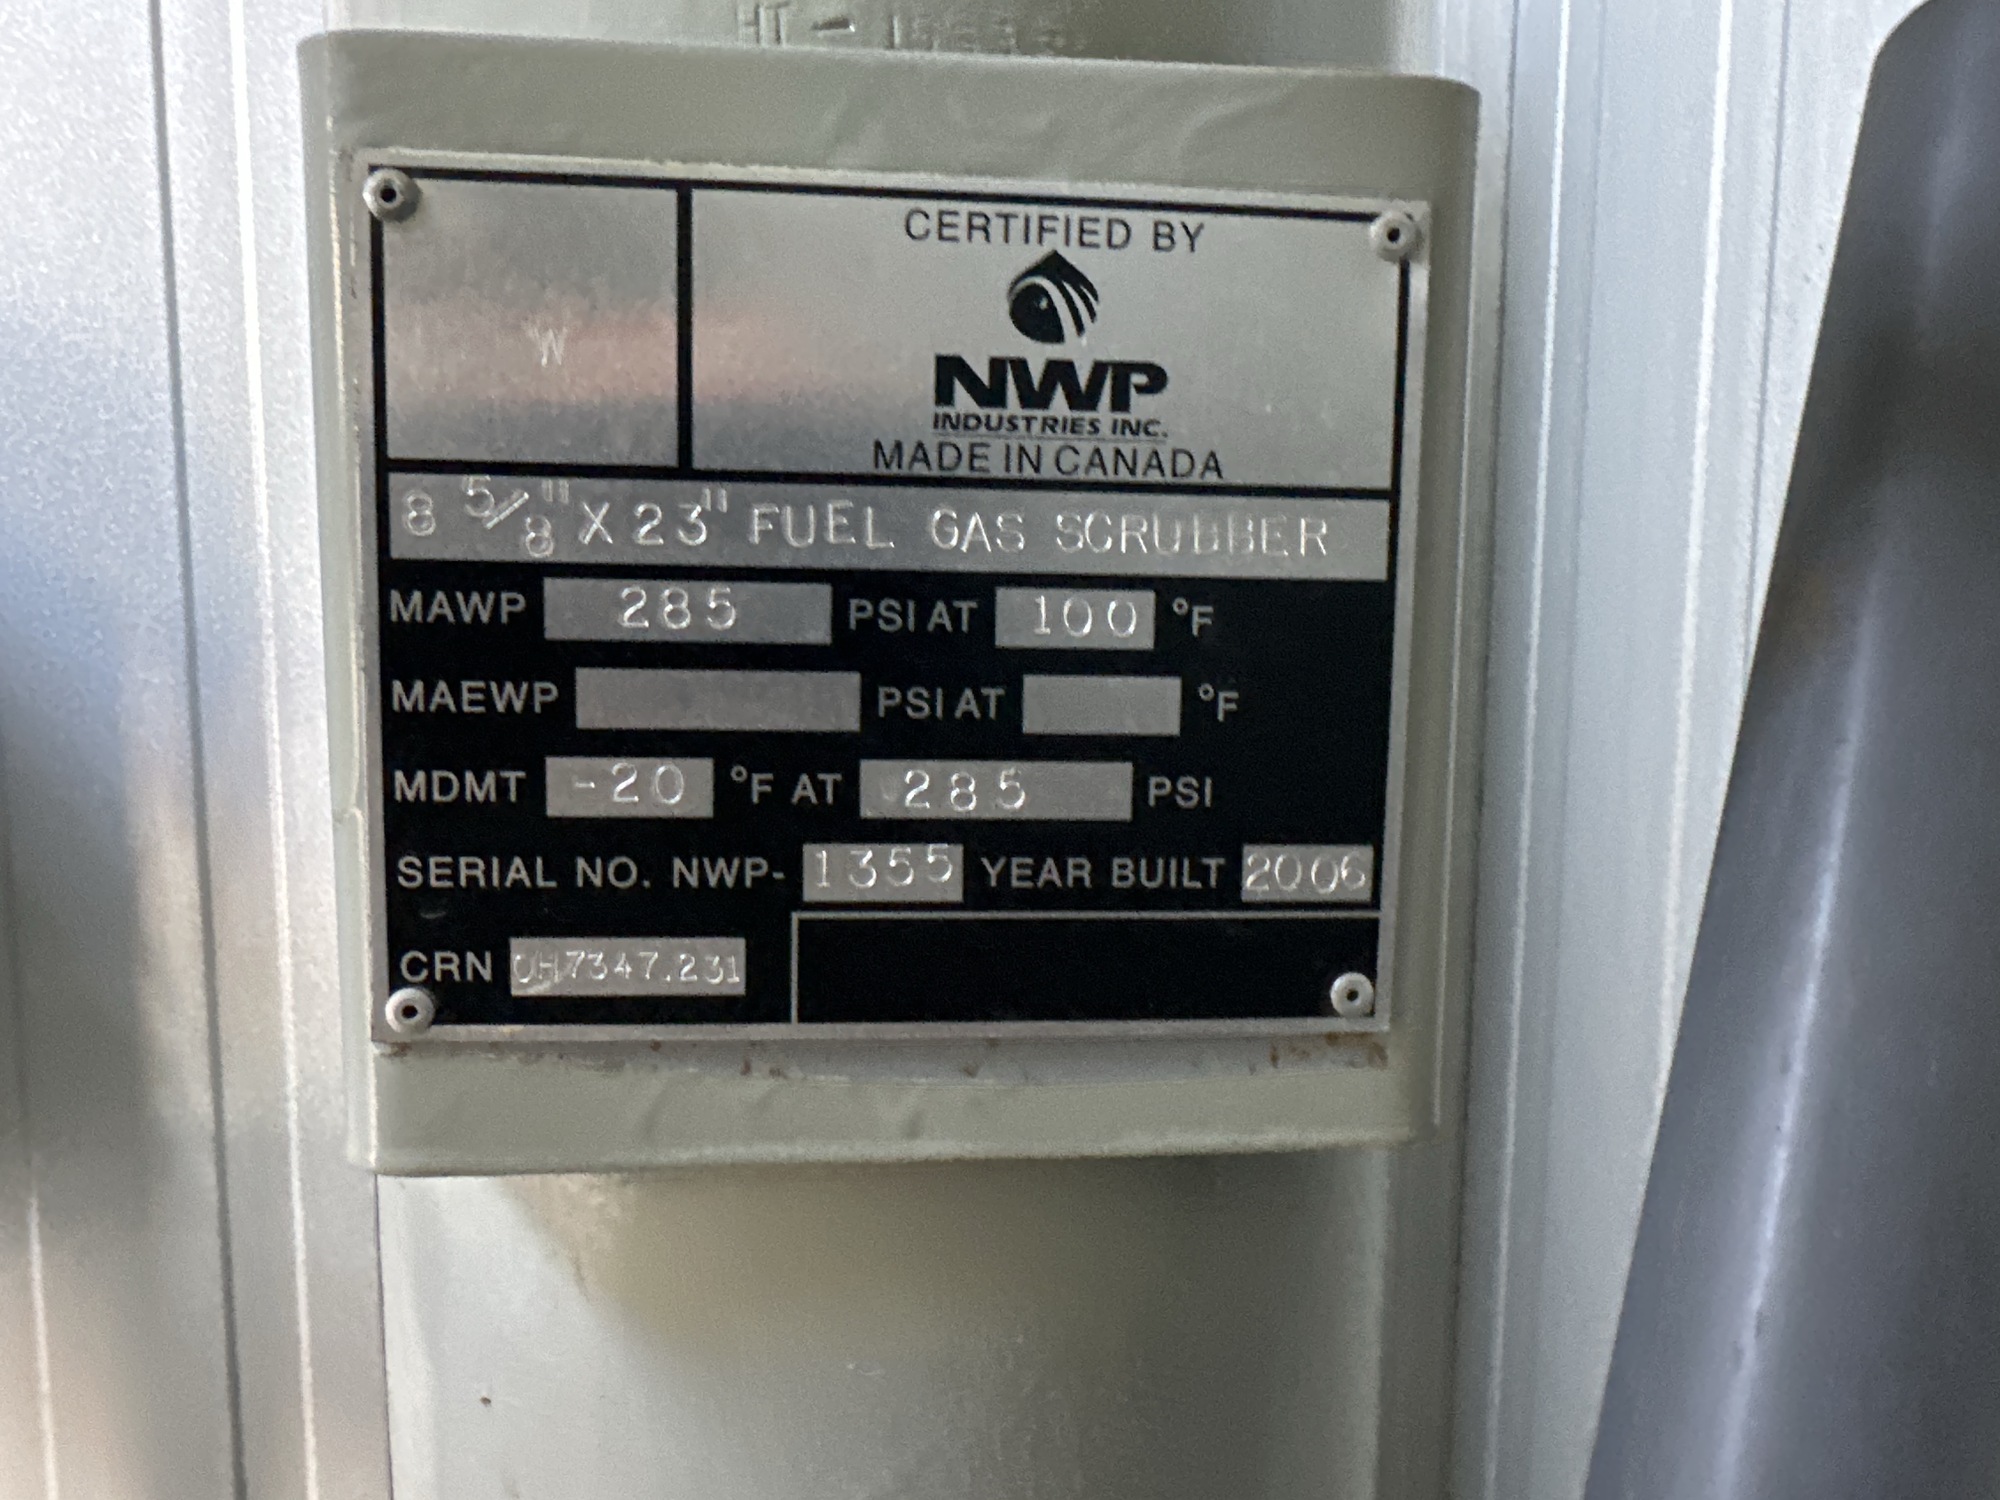 CERTIFIED BY
W
NWP
INDUSTRIES INC.
MADE IN CANADA
8 5/8" X 23" FUEL GAS SCRUBBER
MAWP 285 PSI AT 100 °F
MAEWP PSI AT °F
MDMT -20 °F AT 285 PSI
SERIAL NO. NWP- 1355 YEAR BUILT 2006
CRN 0H7347.231